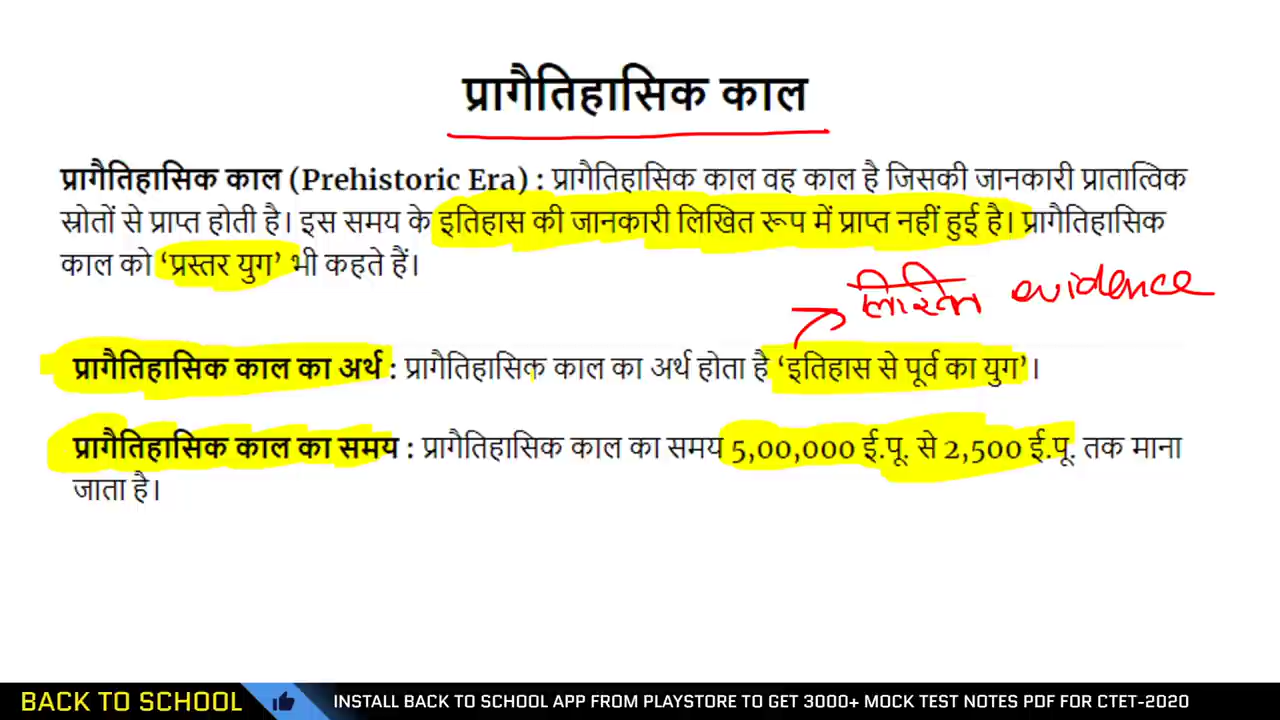 प्रागैतिहासिक काल
प्रागैतिहासिक काल (Prehistoric Era) : प्रागैतिहासिक काल वह काल है जिसकी जानकारी प्रातात्विक
स्रोतों से प्राप्त होती है। इस समय के इतिहास की जानकारी लिखित रूप में प्राप्त नहीं हुई है। प्रागैतिहासिक
काल को ‘प्रस्तर युग’ भी कहते हैं।
लिखित evidence
प्रागैतिहासिक काल का अर्थ : प्रागैतिहासिक काल का अर्थ होता है ‘इतिहास से पूर्व का युग’।
प्रागैतिहासिक काल का समय : प्रागैतिहासिक काल का समय 5,00,000 ई.पू. से 2,500 ई.पू. तक माना
जाता है।
BACK TO SCHOOL INSTALL BACK TO SCHOOL APP FROM PLAYSTORE TO GET 3000+ MOCK TEST NOTES PDF FOR CTET-2020